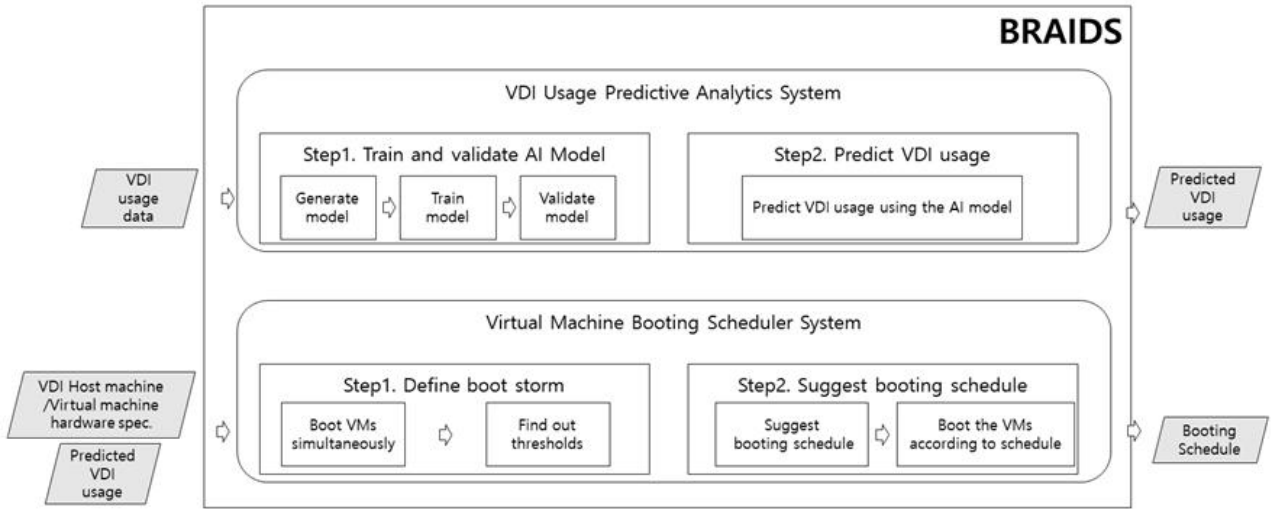 BRAIDS
VDI Usage Predictive Analytics System
VDI
usage
data
Step1. Train and validate AI Model
Generate
model
Train
model
Validate
model
Step2. Predict VDI usage
Predict VDI usage using the AI model
Predicted
VDI
usage
Virtual Machine Booting Scheduler System
VDI Host machine
/Virtual machine
hardware spec.
Predicted
VDI
usage
Step1. Define boot storm
Boot VMs
simultaneously
Find out
thresholds
Step2. Suggest booting schedule
Suggest
booting schedule
Boot the VMs
according to schedule
Booting
Schedule